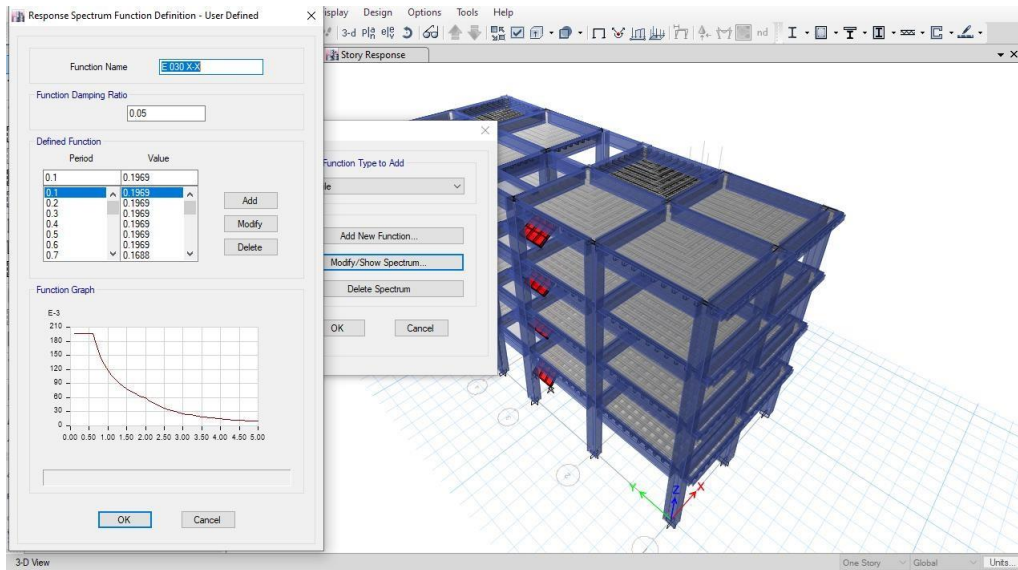 Response Spectrum Function Definition - User Defined
Design Options Tools Help
3-d
nd
Story Response
Function Name E 030 X-X
Function Damping Ratio
0.05
Defined Function
Period Value
0.1 0.1969
0.1 0.1969
0.2 0.1969
0.3 0.1969
0.4 0.1969
0.5 0.1969
0.6 0.1969
0.7 0.1688
Add
Modify
Delete
Function Graph
E-3
210
180
150
120
90
60
30
0
0.00 0.50 1.00 1.50 2.00 2.50 3.00 3.50 4.00 4.50 5.00
OK Cancel
Function Type to Add
Add New Function...
Modify/Show Spectrum...
Delete Spectrum
OK Cancel
Y Z X
3-D View
One Story Global Units...